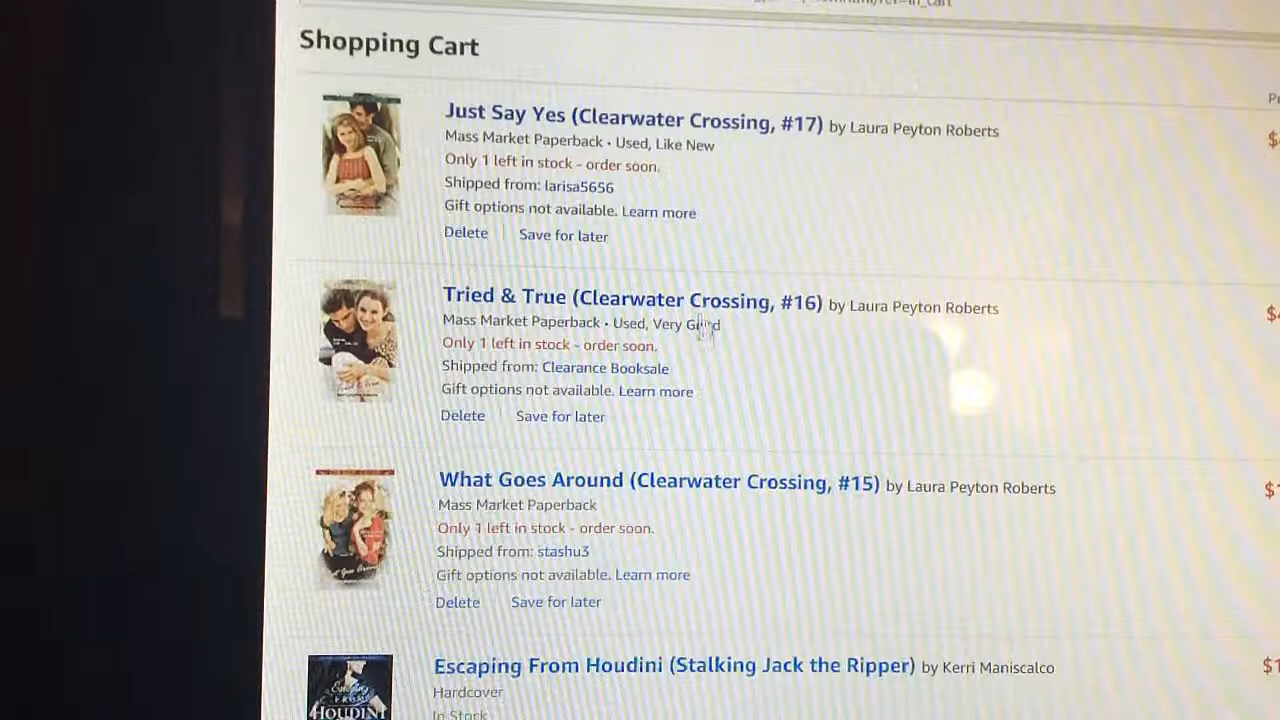 Shopping Cart
Just Say Yes (Clearwater Crossing, #17) by Laura Peyton Roberts
Mass Market Paperback • Used, Like New
Only 1 left in stock - order soon.
$
Shipped from: larisa5656
Gift options not available. Learn more
Delete Save for later
Tried & True (Clearwater Crossing, #16) by Laura Peyton Roberts
Mass Market Paperback • Used, Very Good
$
Only 1 left in stock - order soon.
Shipped from: Clearance Booksale
Gift options not available. Learn more
Delete Save for later
What Goes Around (Clearwater Crossing, #15) by Laura Peyton Roberts
Mass Market Paperback
$
Only 1 left in stock - order soon.
Shipped from: stashu3
Gift options not available. Learn more
Delete Save for later
Escaping From Houdini (Stalking Jack the Ripper) by Kerri Maniscalco
$1
Hardcover
In Stock
Escaping
FROM
HOUDINI